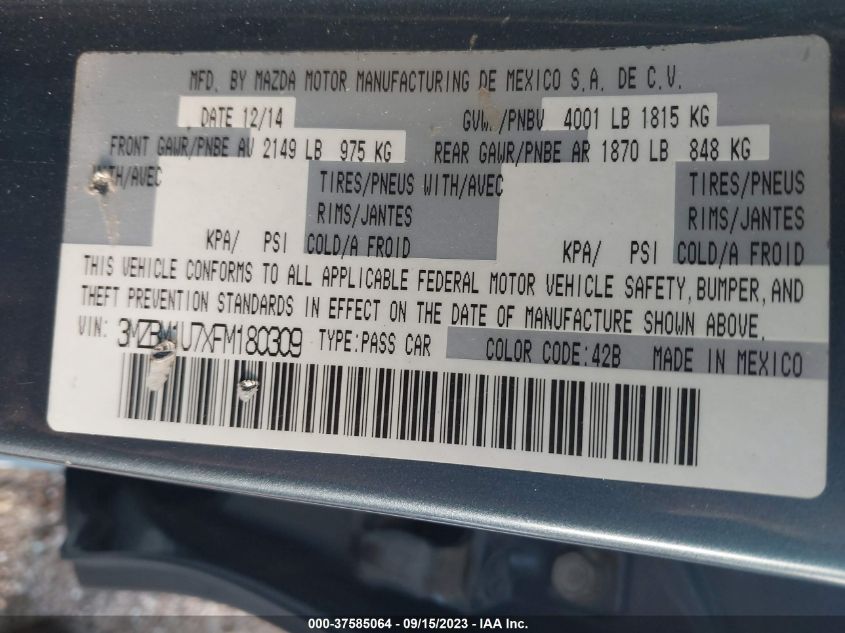 MFD. BY MAZDA MOTOR MANUFACTURING DE MEXICO S.A. DE C.V.
DATE 12/14 GVWR/PNBV 4001 LB 1815 KG
FRONT GAWR/PNBE AV 2149 LB 975 KG REAR GAWR/PNBE AR 1870 LB 848 KG
WITH/AVEC TIRES/PNEUS WITH/AVEC TIRES/PNEUS
RIMS/JANTES RIMS/JANTES
KPA/ PSI COLD/A FROID KPA/ PSI COLD/A FROID
THIS VEHICLE CONFORMS TO ALL APPLICABLE FEDERAL MOTOR VEHICLE SAFETY, BUMPER, AND
THEFT PREVENTION STANDARDS IN EFFECT ON THE DATE OF MANUFACTURE SHOWN ABOVE.
VIN: 3MZBM1U7XFM180309 TYPE:PASS CAR COLOR CODE:42B MADE IN MEXICO
000-37585064 - 09/15/2023 - IAA Inc.